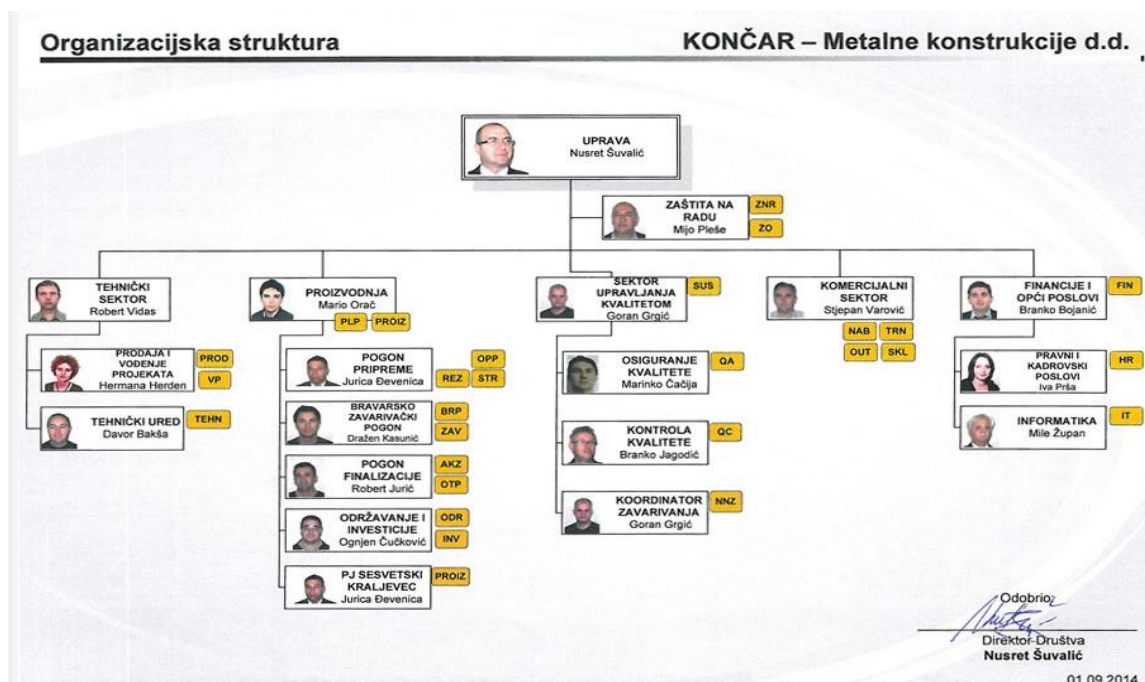 Organizacijska struktura
KONČAR – Metalne konstrukcije d.d.
UPRAVA
Nusret Šuvalić
ZAŠTITA NA
RADU
Mijo Pleše
ZNR
ZO
TEHNIČKI
SEKTOR
Robert Vidas
PROIZVODNJA
Mario Orač
PLP
PROIZ
SEKTOR
UPRAVLJANJA
KVALITETOM
Goran Grgić
SUS
KOMERCIJALNI
SEKTOR
Stjepan Varović
NAB
TRN
OUT
SKL
FINANCIJE I
OPĆI POSLOVI
Branko Bojanić
FIN
PRODAJA I
VOĐENJE
PROJEKATA
Hermana Herden
PROD
VP
TEHNIČKI URED
Davor Bakša
TEHN
POGON
PRIPREME
Jurica Đevenica
OPP
REZ
STR
BRAVARSKO
ZAVARIVAČKI
POGON
Dražen Kasunić
BRP
ZAV
POGON
FINALIZACIJE
Robert Jurić
AKZ
OTP
ODRŽAVANJE I
INVESTICIJE
Ognjen Čučković
ODR
INV
PJ SESVETSKI
KRALJEVEC
Jurica Đevenica
PROIZ
OSIGURANJE
KVALITETE
Marinko Čačija
QA
KONTROLA
KVALITETE
Branko Jagodić
QC
KOORDINATOR
ZAVARIVANJA
Goran Grgić
NNZ
PRAVNI I
KADROVSKI
POSLOVI
Iva Prša
HR
INFORMATIKA
Mile Župan
IT
Odobrio:
Direktor Društva
Nusret Šuvalić
01.09.2014